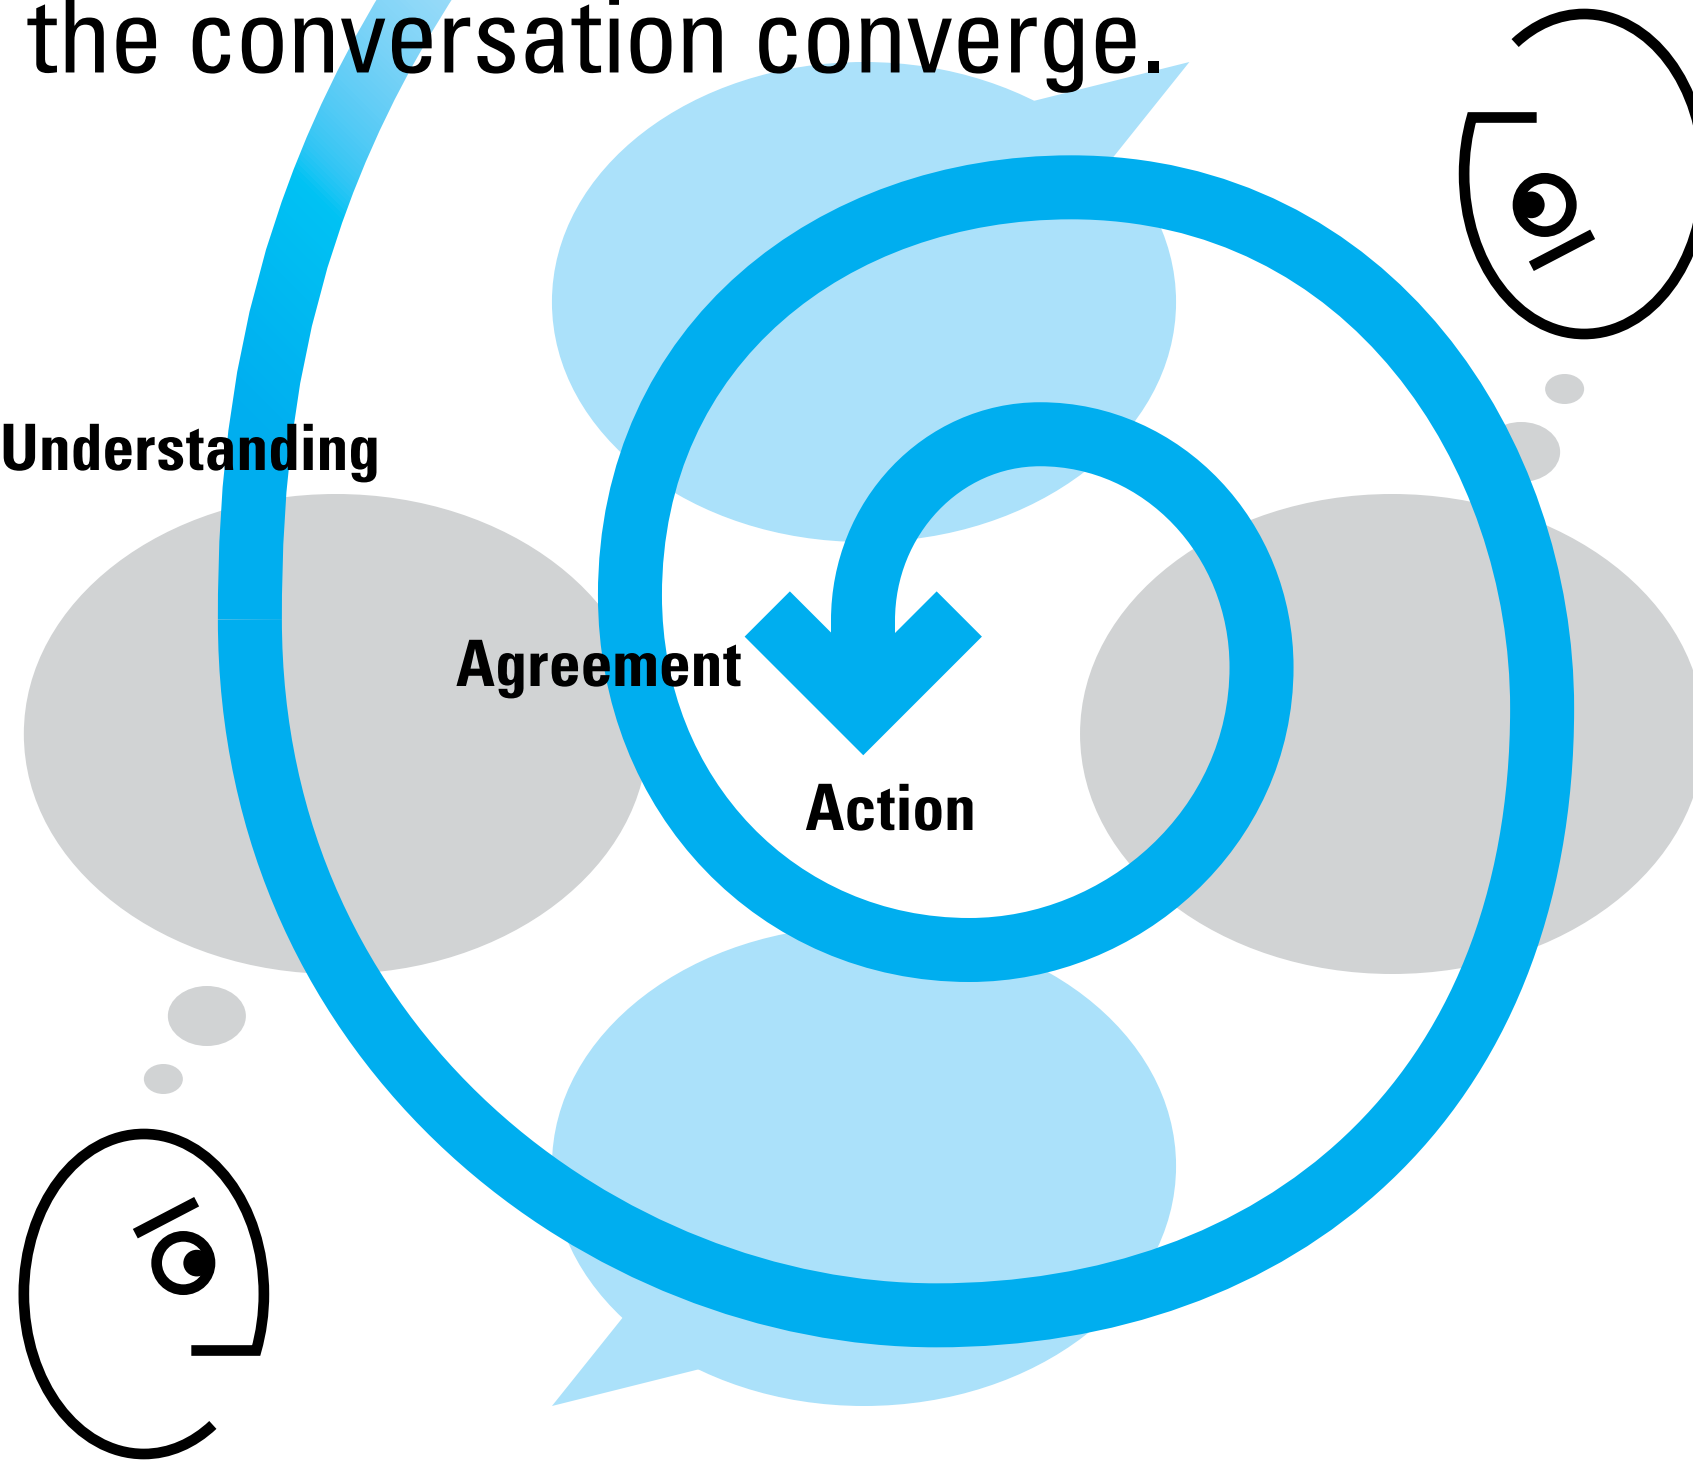 the conversation converge.
Understanding
Agreement
Action